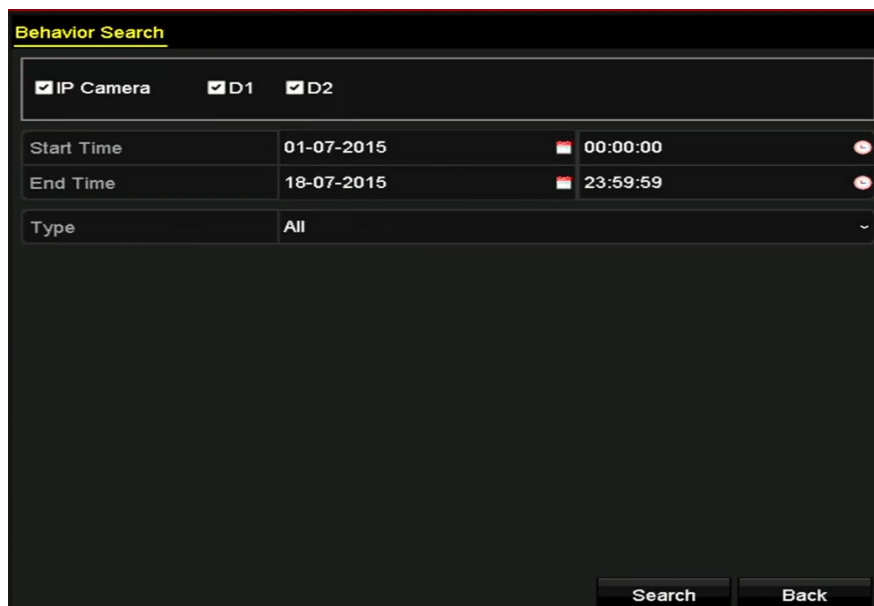 Behavior Search
IP Camera D1 D2
Start Time 01-07-2015 00:00:00
End Time 18-07-2015 23:59:59
Type All
Search Back